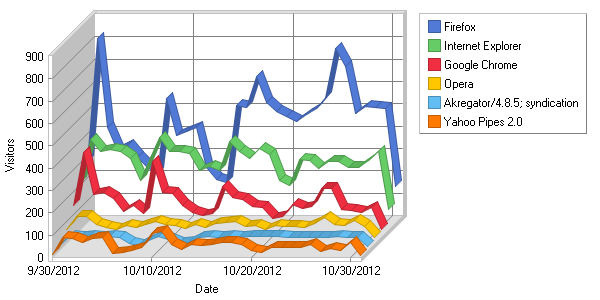 Firefox
Internet Explorer
Google Chrome
Opera
Akregator/4.8.5; syndication
Yahoo Pipes 2.0
900
800
700
600
500
400
300
200
100
0
Visitors
9/30/2012 10/10/2012 10/20/2012 10/30/2012
Date